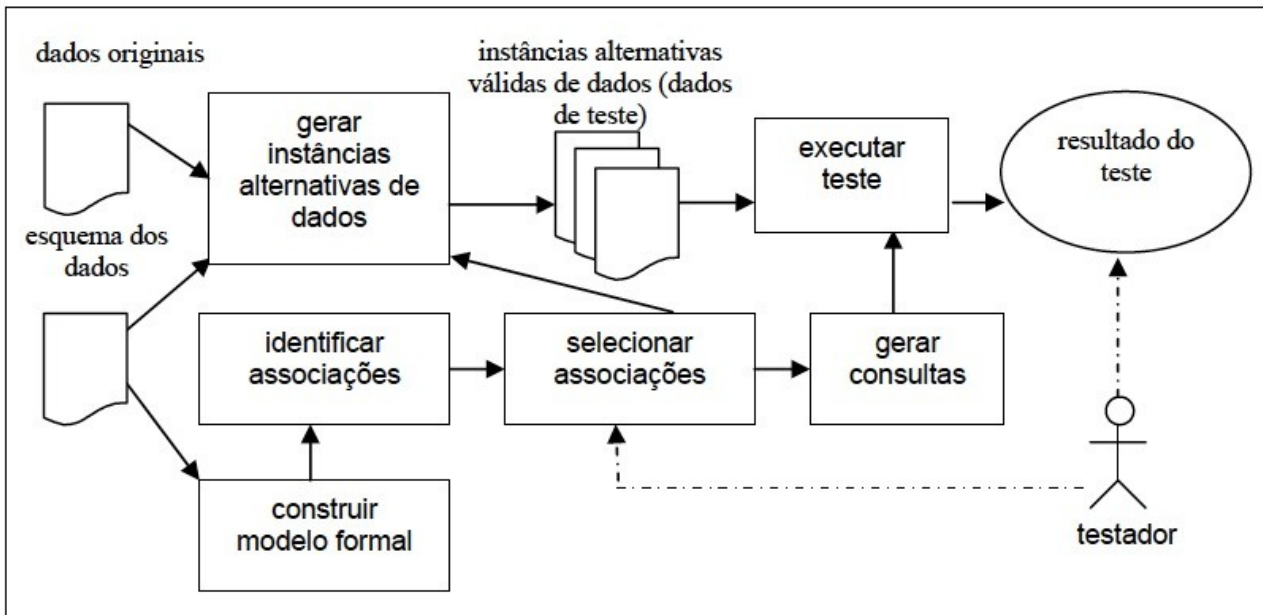 dados originais
gerar
instâncias
alternativas de
dados
instâncias alternativas
válidas de dados (dados
de teste)
executar
teste
resultado do
teste
esquema dos
dados
identificar
associações
selecionar
associações
gerar
consultas
construir
modelo formal
testador